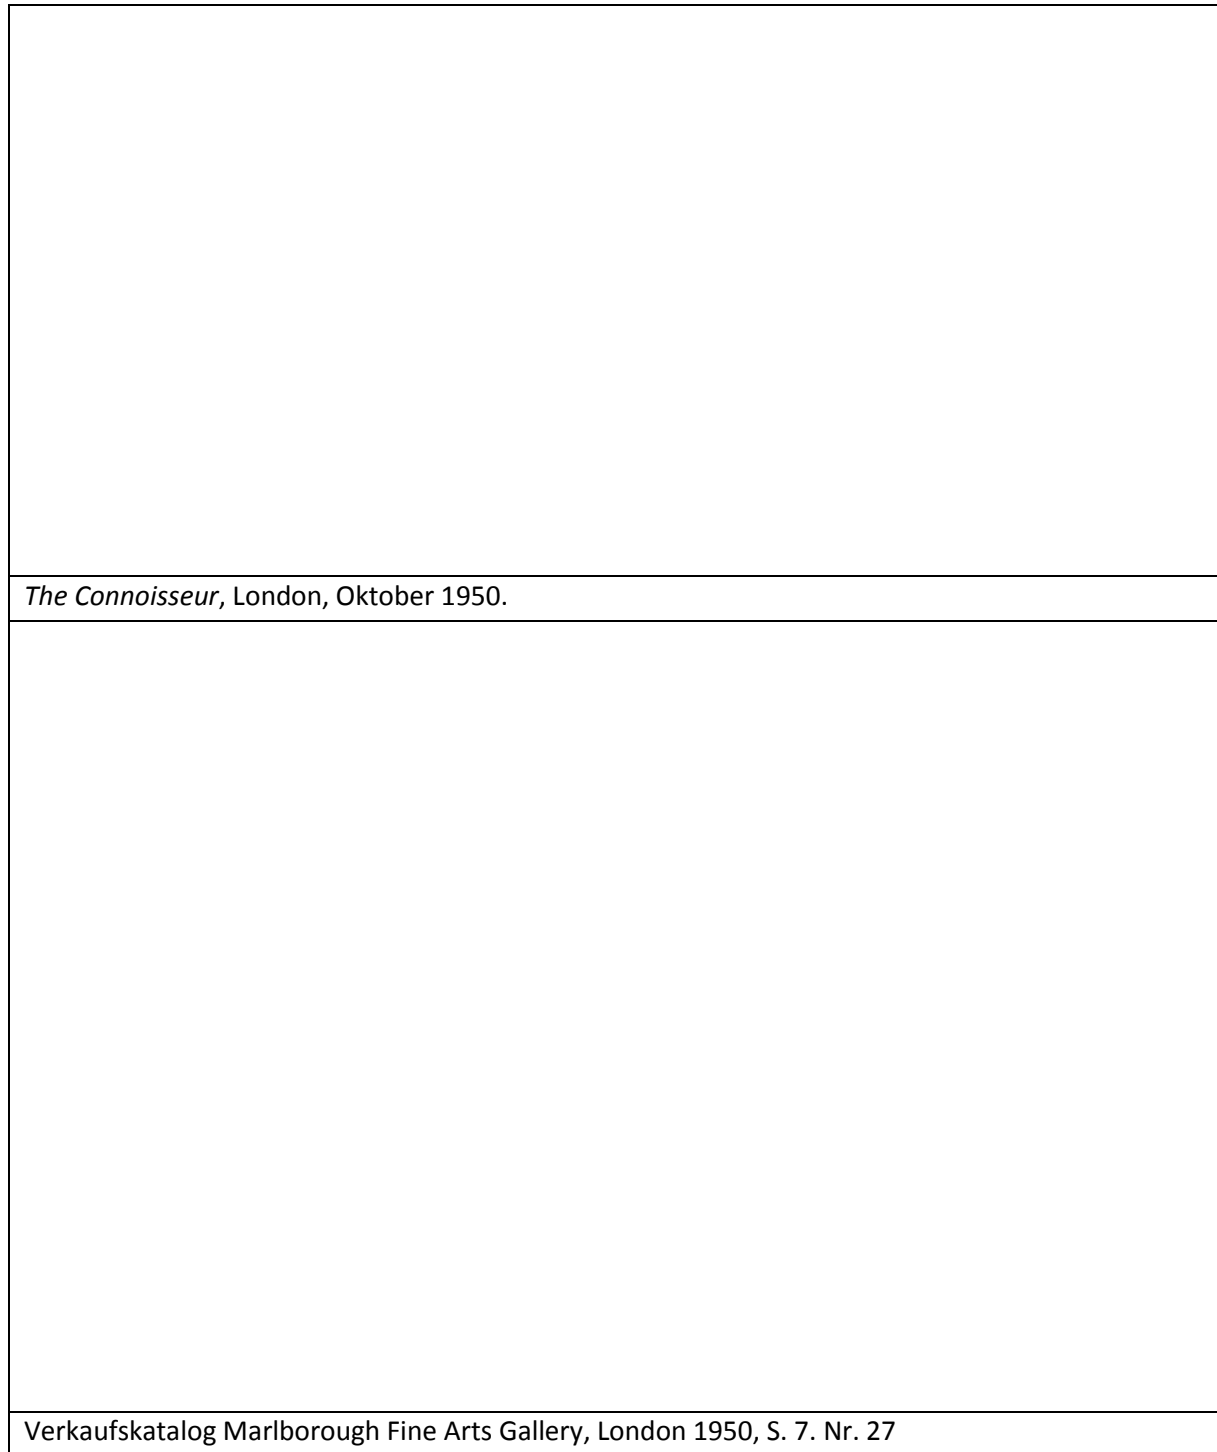 The Connoisseur, London, Oktober 1950.
Verkaufskatalog Marlborough Fine Arts Gallery, London 1950, S. 7. Nr. 27